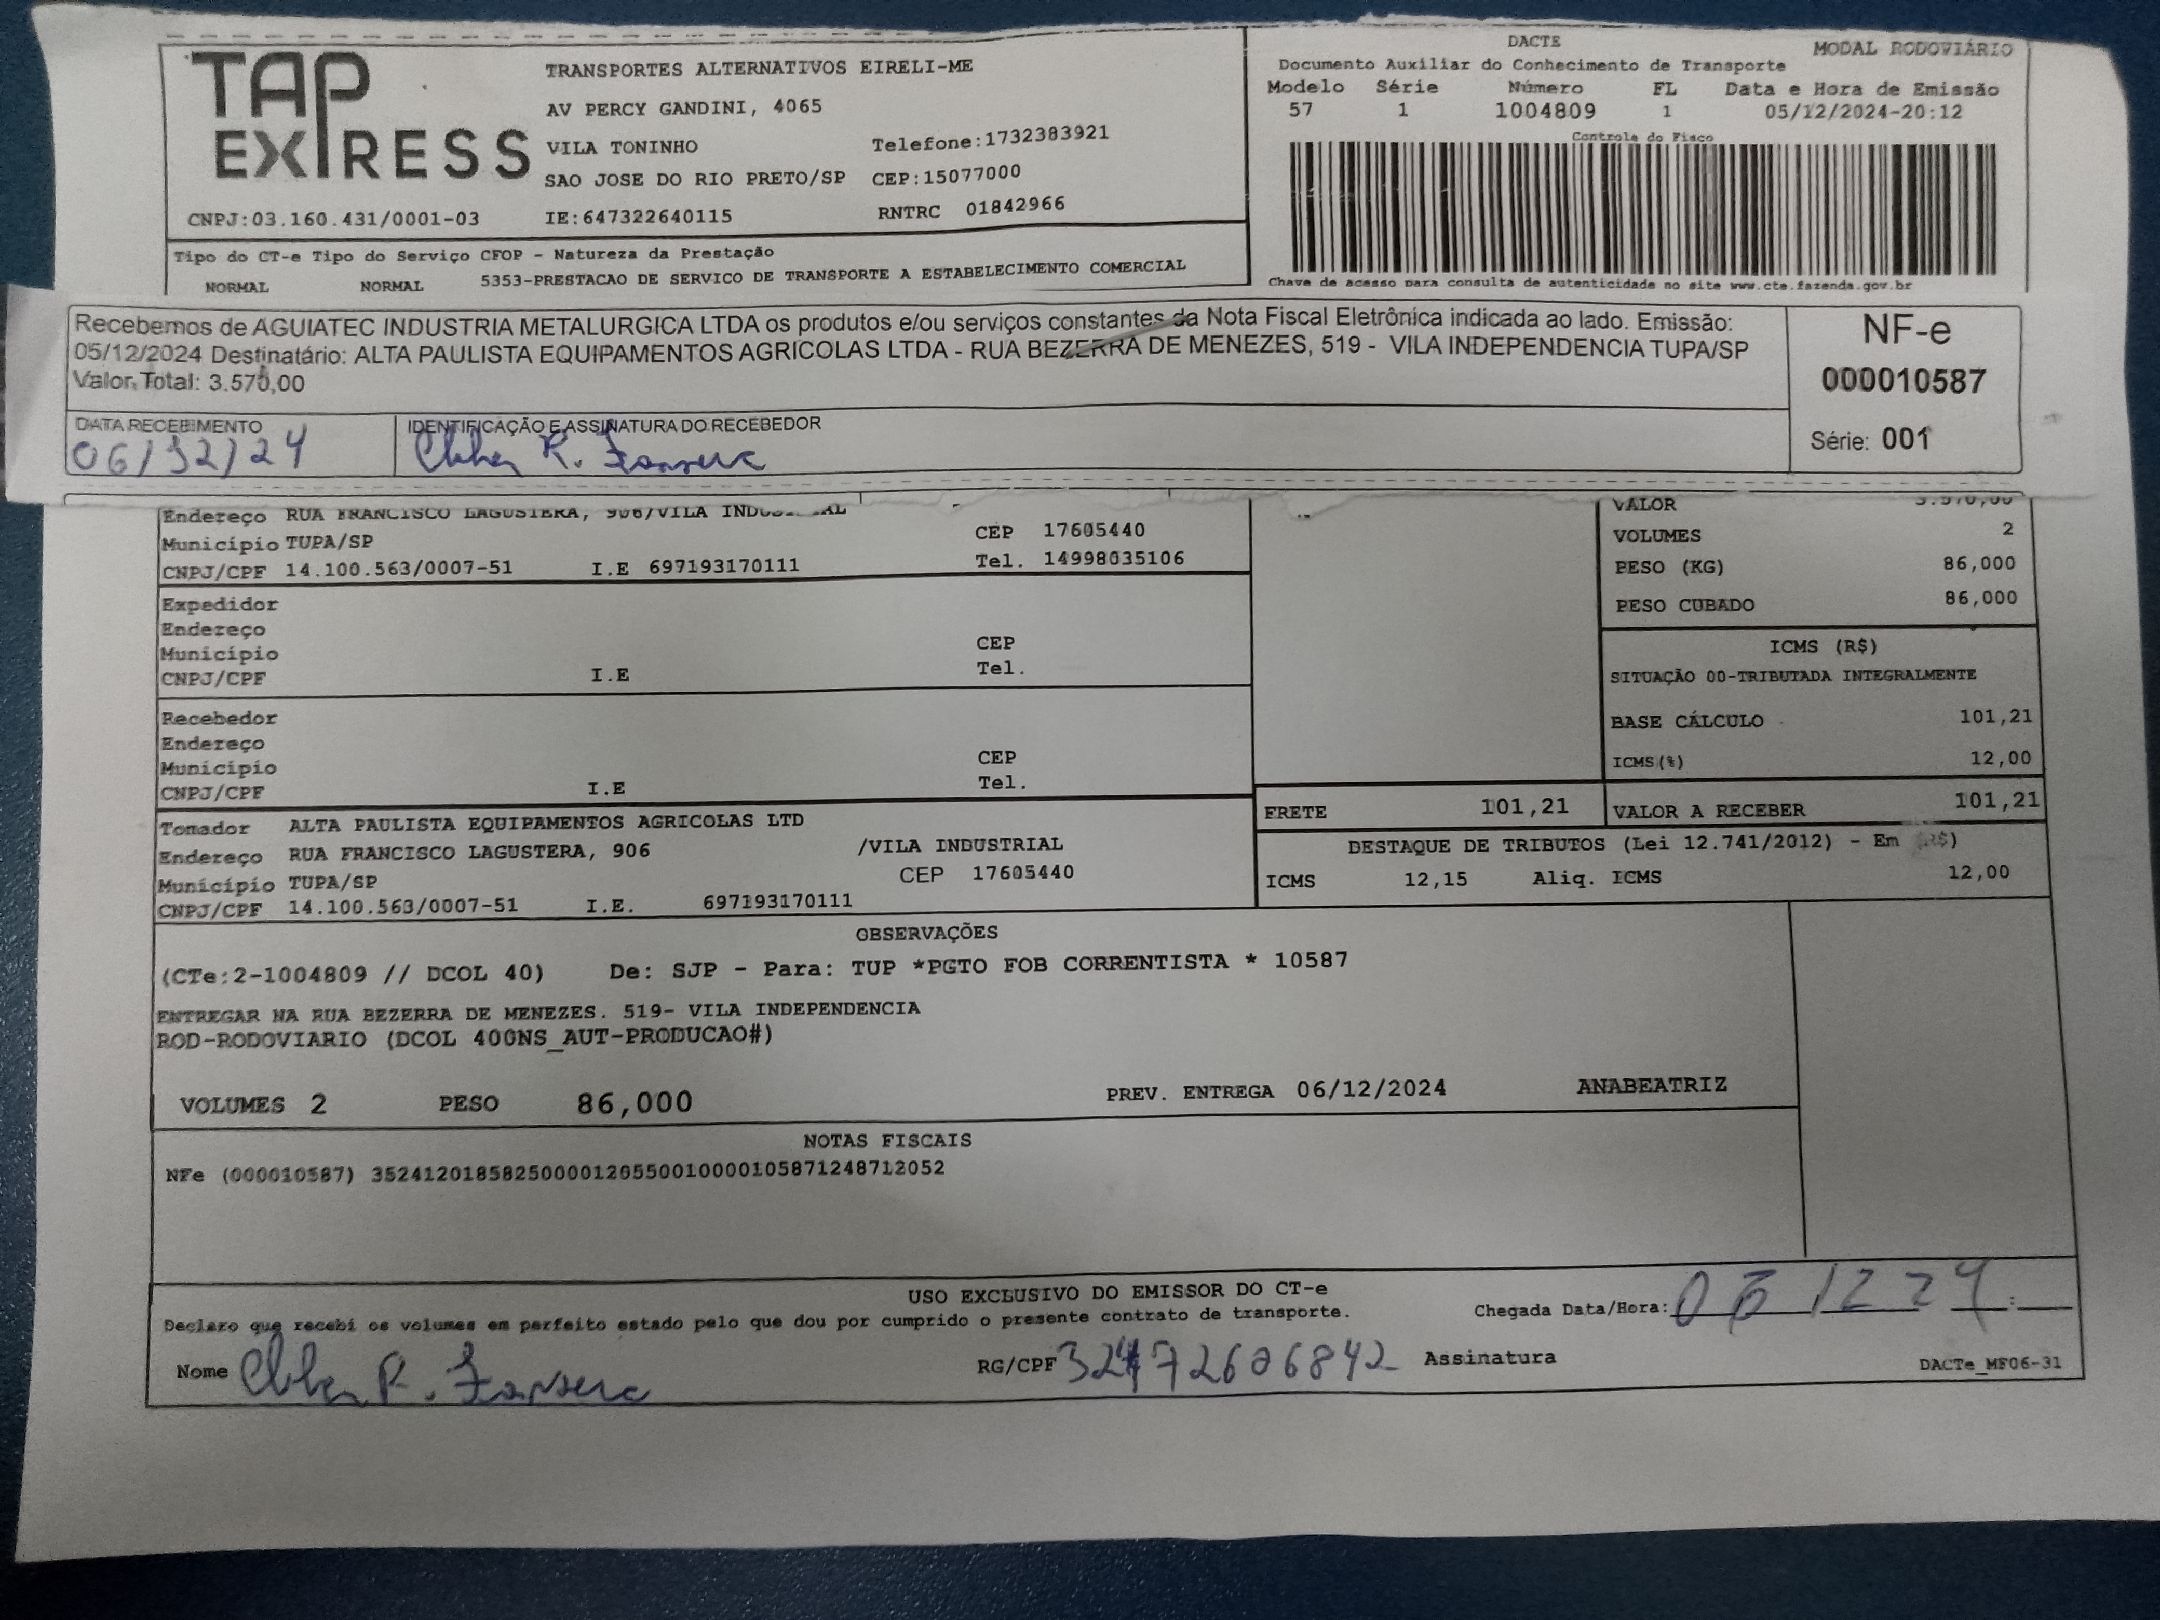 TAP EXPRESS
TRANSPORTES ALTERNATIVOS EIRELI-ME
AV PERCY GANDINI, 4065
VILA TONINHO Telefone:1732383921
SAO JOSE DO RIO PRETO/SP CEP:15077000
CNPJ:03.160.431/0001-03 IE:647322640115 RNTRC 01842966
DACTE MODAL RODOVIÁRIO
Documento Auxiliar do Conhecimento de Transporte
Modelo Série Número FL Data e Hora de Emissão
57 1 1004809 1 05/12/2024-20:12
Controle do Fisco
Chave de acesso para consulta de autenticidade no site www.cte.fazenda.gov.br
Tipo do CT-e Tipo do Serviço CFOP - Natureza da Prestação
NORMAL NORMAL 5353-PRESTACAO DE SERVICO DE TRANSPORTE A ESTABELECIMENTO COMERCIAL
Recebemos de AGUIATEC INDUSTRIA METALURGICA LTDA os produtos e/ou serviços constantes da Nota Fiscal Eletrônica indicada ao lado. Emissão:
05/12/2024 Destinatário: ALTA PAULISTA EQUIPAMENTOS AGRICOLAS LTDA - RUA BEZERRA DE MENEZES, 519 - VILA INDEPENDENCIA TUPA/SP
Valor Total: 3.570,00
NF-e
000010587
Série: 001
DATA RECEBIMENTO IDENTIFICAÇÃO E ASSINATURA DO RECEBEDOR
06/12/24 R. Fonseca
Endereço RUA FRANCISCO LAGUSTERA, 906/VILA
Município TUPA/SP CEP 17605440
CNPJ/CPF 14.100.563/0007-51 I.E 697193170111 Tel. 14998035106
VALOR 3.570,00
VOLUMES 2
PESO (KG) 86,000
PESO CUBADO 86,000
Expedidor
Endereço
Município CEP
CNPJ/CPF I.E Tel.
ICMS (R$)
SITUAÇÃO 00-TRIBUTADA INTEGRALMENTE
BASE CÁLCULO 101,21
ICMS(%) 12,00
Recebedor
Endereço
Município CEP
CNPJ/CPF I.E Tel.
FRETE 101,21 VALOR A RECEBER 101,21
Tomador ALTA PAULISTA EQUIPAMENTOS AGRICOLAS LTD
Endereço RUA FRANCISCO LAGUSTERA, 906 /VILA INDUSTRIAL
Município TUPA/SP CEP 17605440
CNPJ/CPF 14.100.563/0007-51 I.E. 697193170111
DESTAQUE DE TRIBUTOS (Lei 12.741/2012) - Em (R$)
ICMS 12,15 Aliq. ICMS 12,00
OBSERVAÇÕES
(CTe:2-1004809 // DCOL 40) De: SJP - Para: TUP *PGTO FOB CORRENTISTA * 10587
ENTREGAR NA RUA BEZERRA DE MENEZES. 519- VILA INDEPENDENCIA
ROD-RODOVIARIO (DCOL 400NS_AUT-PRODUCAO#)
VOLUMES 2 PESO 86,000 PREV. ENTREGA 06/12/2024 ANABEATRIZ
NOTAS FISCAIS
NFe (000010587) 35241201858250000120550010000105871248712052
USO EXCLUSIVO DO EMISSOR DO CT-e
Declaro que recebi os volumes em perfeito estado pelo que dou por cumprido o presente contrato de transporte.
Chegada Data/Hora: 06 12 24 :
Nome R. Fonseca RG/CPF Assinatura DACTe_MF06-31